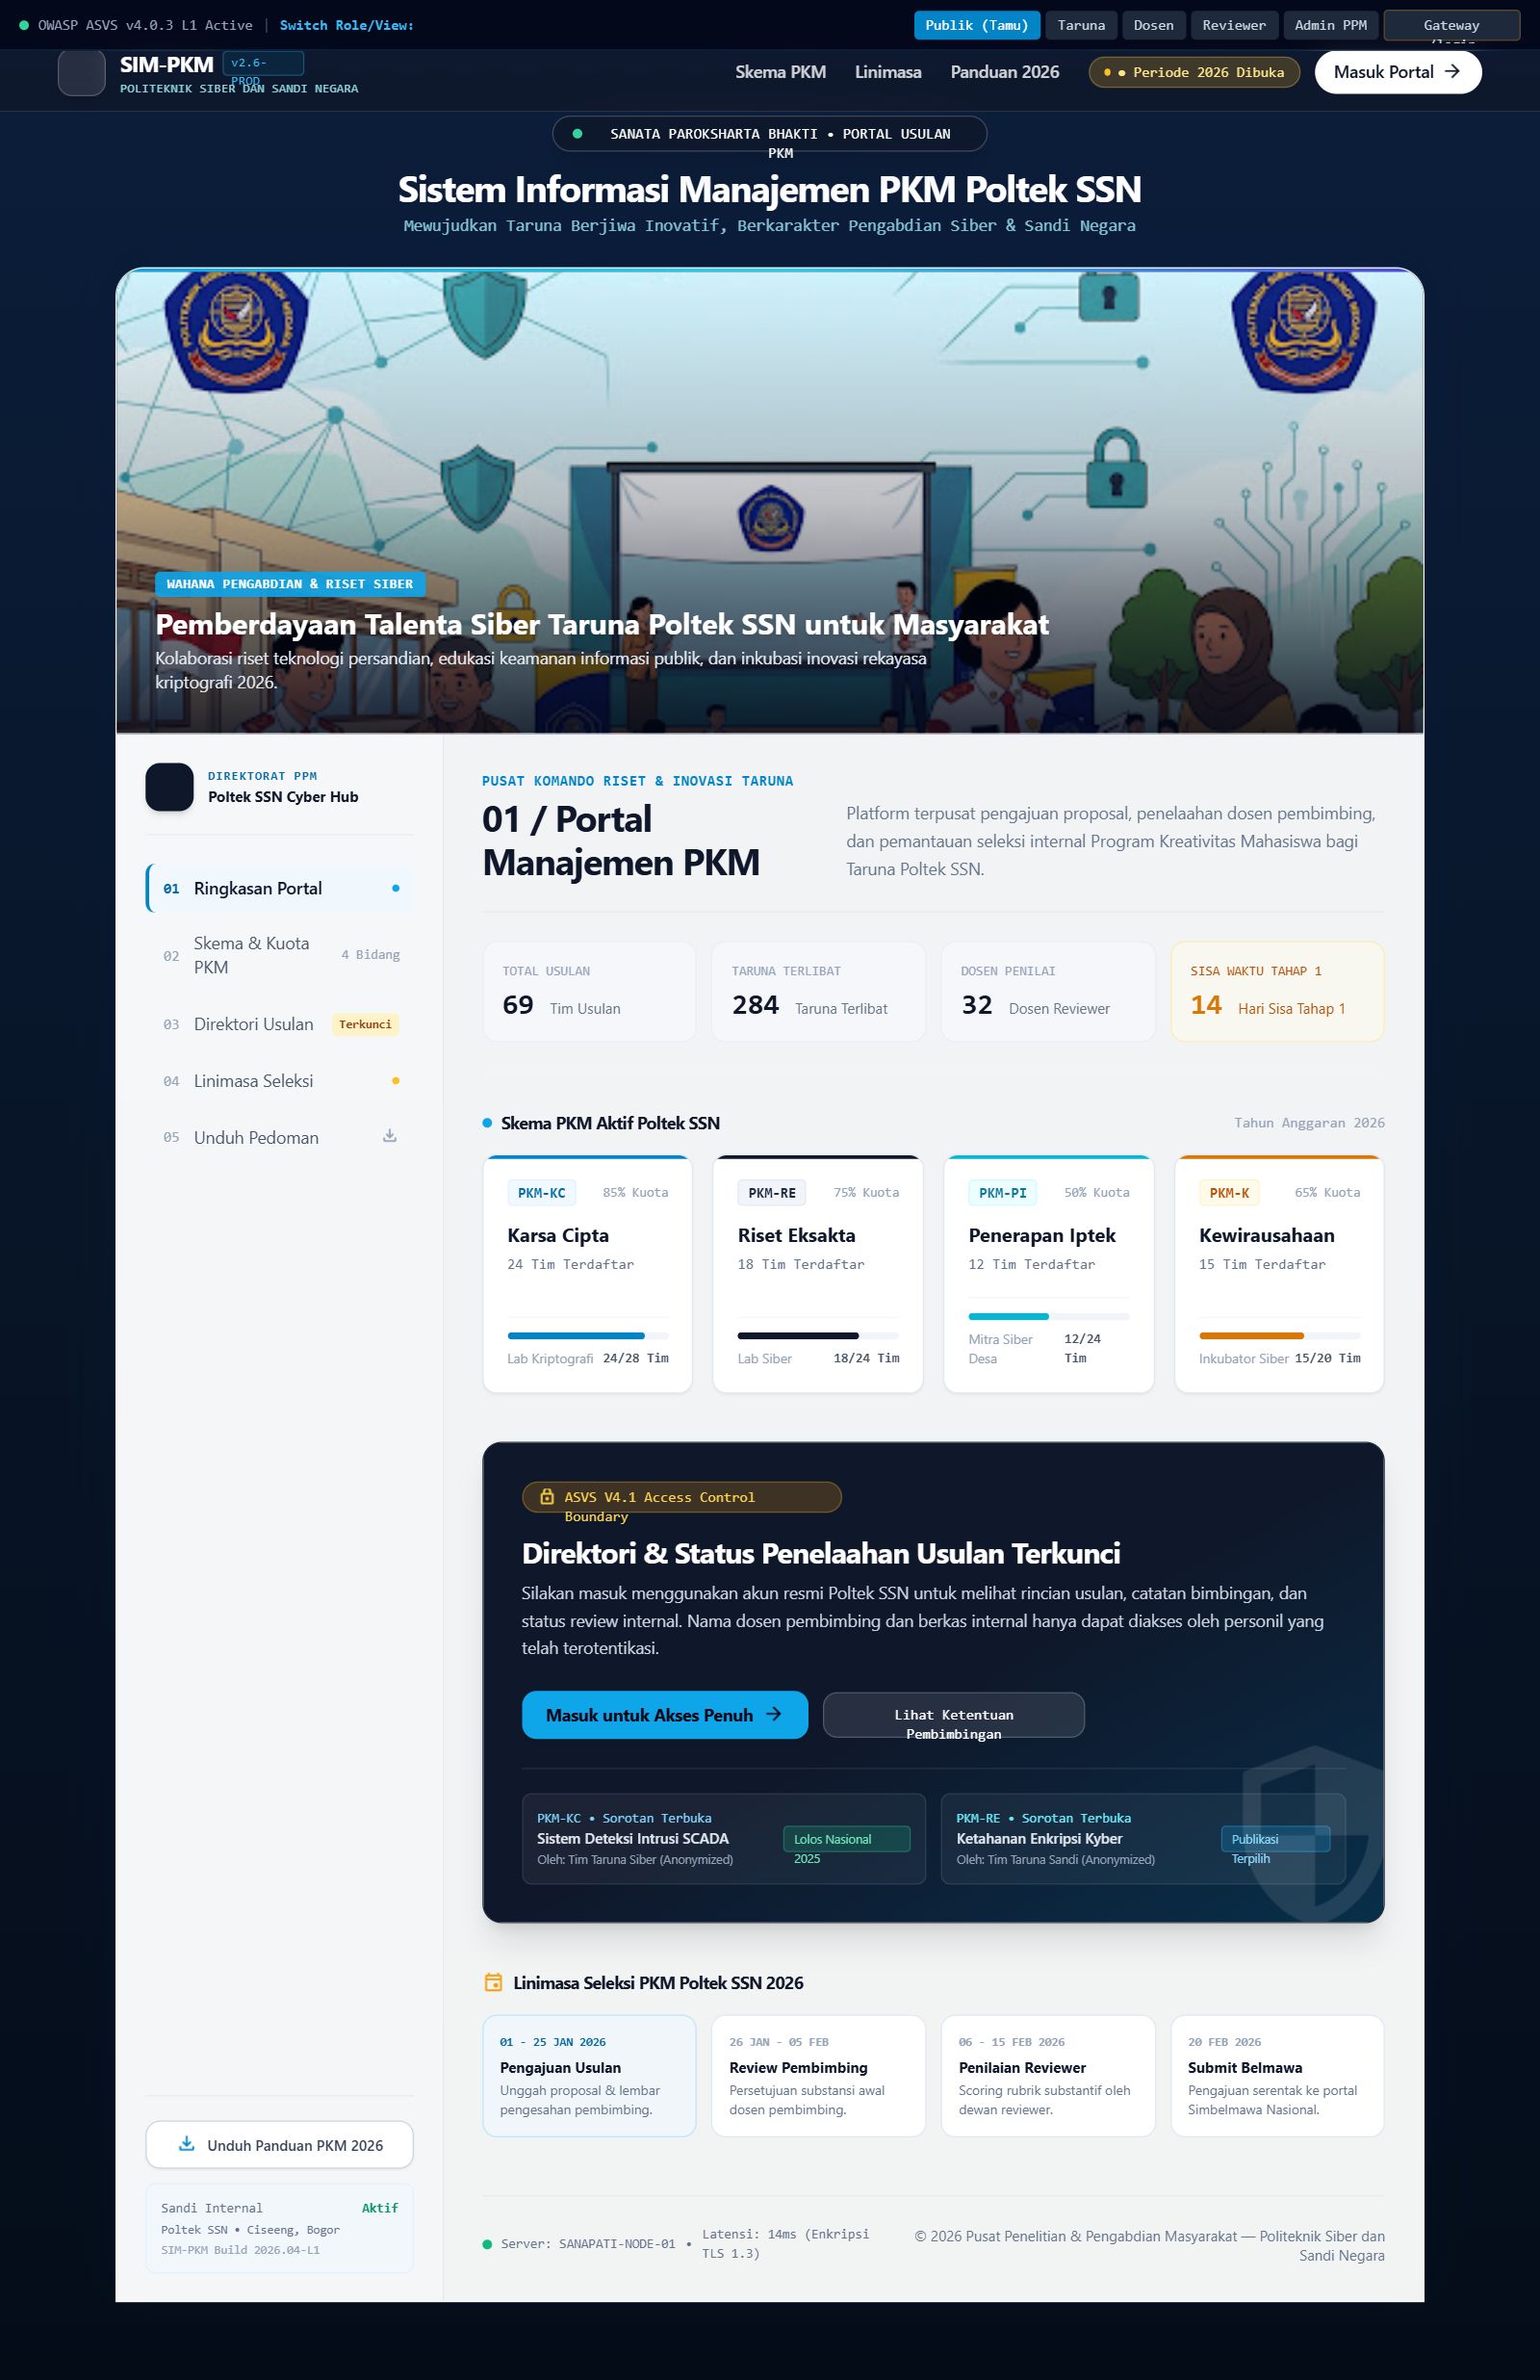 OWASP ASVS v4.0.3 L1 Active | Switch Role/View:
Publik (Tamu) Taruna Dosen Reviewer Admin PPM Gateway
SIM-PKM v2.6-
PROD
POLITEKNIK SIBER DAN SANDI NEGARA
Skema PKM Linimasa Panduan 2026 ● Periode 2026 Dibuka Masuk Portal →
SANATA PAROKSHARTA BHAKTI • PORTAL USULAN
PKM
Sistem Informasi Manajemen PKM Poltek SSN
Mewujudkan Taruna Berjiwa Inovatif, Berkarakter Pengabdian Siber & Sandi Negara
WAHANA PENGABDIAN & RISET SIBER
Pemberdayaan Talenta Siber Taruna Poltek SSN untuk Masyarakat
Kolaborasi riset teknologi persandian, edukasi keamanan informasi publik, dan inkubasi inovasi rekayasa
kriptografi 2026.
DIREKTORAT PPM
Poltek SSN Cyber Hub
01 Ringkasan Portal
02 Skema & Kuota
PKM
4 Bidang
03 Direktori Usulan Terkunci
04 Linimasa Seleksi
05 Unduh Pedoman
PUSAT KOMANDO RISET & INOVASI TARUNA
01 / Portal
Manajemen PKM
Platform terpusat pengajuan proposal, penelaahan dosen pembimbing,
dan pemantauan seleksi internal Program Kreativitas Mahasiswa bagi
Taruna Poltek SSN.
TOTAL USULAN
69 Tim Usulan
TARUNA TERLIBAT
284 Taruna Terlibat
DOSEN PENILAI
32 Dosen Reviewer
SISA WAKTU TAHAP 1
14 Hari Sisa Tahap 1
Skema PKM Aktif Poltek SSN
Tahun Anggaran 2026
PKM-KC 85% Kuota
Karsa Cipta
24 Tim Terdaftar
Lab Kriptografi 24/28 Tim
PKM-RE 75% Kuota
Riset Eksakta
18 Tim Terdaftar
Lab Siber 18/24 Tim
PKM-PI 50% Kuota
Penerapan Iptek
12 Tim Terdaftar
Mitra Siber
Desa
12/24
Tim
PKM-K 65% Kuota
Kewirausahaan
15 Tim Terdaftar
Inkubator Siber 15/20 Tim
ASVS V4.1 Access Control
Boundary
Direktori & Status Penelaahan Usulan Terkunci
Silakan masuk menggunakan akun resmi Poltek SSN untuk melihat rincian usulan, catatan bimbingan, dan
status review internal. Nama dosen pembimbing dan berkas internal hanya dapat diakses oleh personil yang
telah terotentikasi.
Masuk untuk Akses Penuh →
Lihat Ketentuan
Pembimbingan
PKM-KC • Sorotan Terbuka
Sistem Deteksi Intrusi SCADA
Oleh: Tim Taruna Siber (Anonymized)
Lolos Nasional
2025
PKM-RE • Sorotan Terbuka
Ketahanan Enkripsi Kyber
Oleh: Tim Taruna Sandi (Anonymized)
Publikasi
Terpilih
Linimasa Seleksi PKM Poltek SSN 2026
01 - 25 JAN 2026
Pengajuan Usulan
Unggah proposal & lembar
pengesahan pembimbing.
26 JAN - 05 FEB
Review Pembimbing
Persetujuan substansi awal
dosen pembimbing.
06 - 15 FEB 2026
Penilaian Reviewer
Scoring rubrik substantif oleh
dewan reviewer.
20 FEB 2026
Submit Belmawa
Pengajuan serentak ke portal
Simbelmawa Nasional.
Unduh Panduan PKM 2026
Sandi Internal Aktif
Poltek SSN • Ciseeng, Bogor
SIM-PKM Build 2026.04-L1
Server: SANAPATI-NODE-01 • Latensi: 14ms (Enkripsi
TLS 1.3)
© 2026 Pusat Penelitian & Pengabdian Masyarakat — Politeknik Siber dan
Sandi Negara